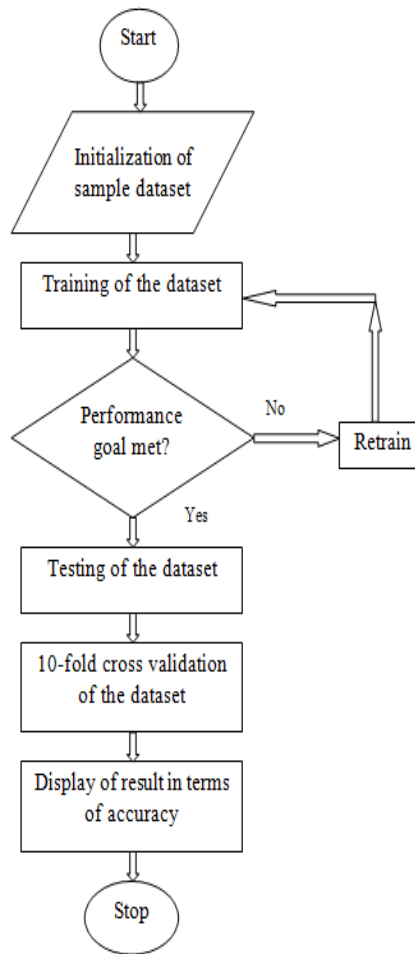 Start
Initialization of
sample dataset
Training of the dataset
Performance
goal met?
No
Retrain
Yes
Testing of the dataset
10-fold cross validation
of the dataset
Display of result in terms
of accuracy
Stop